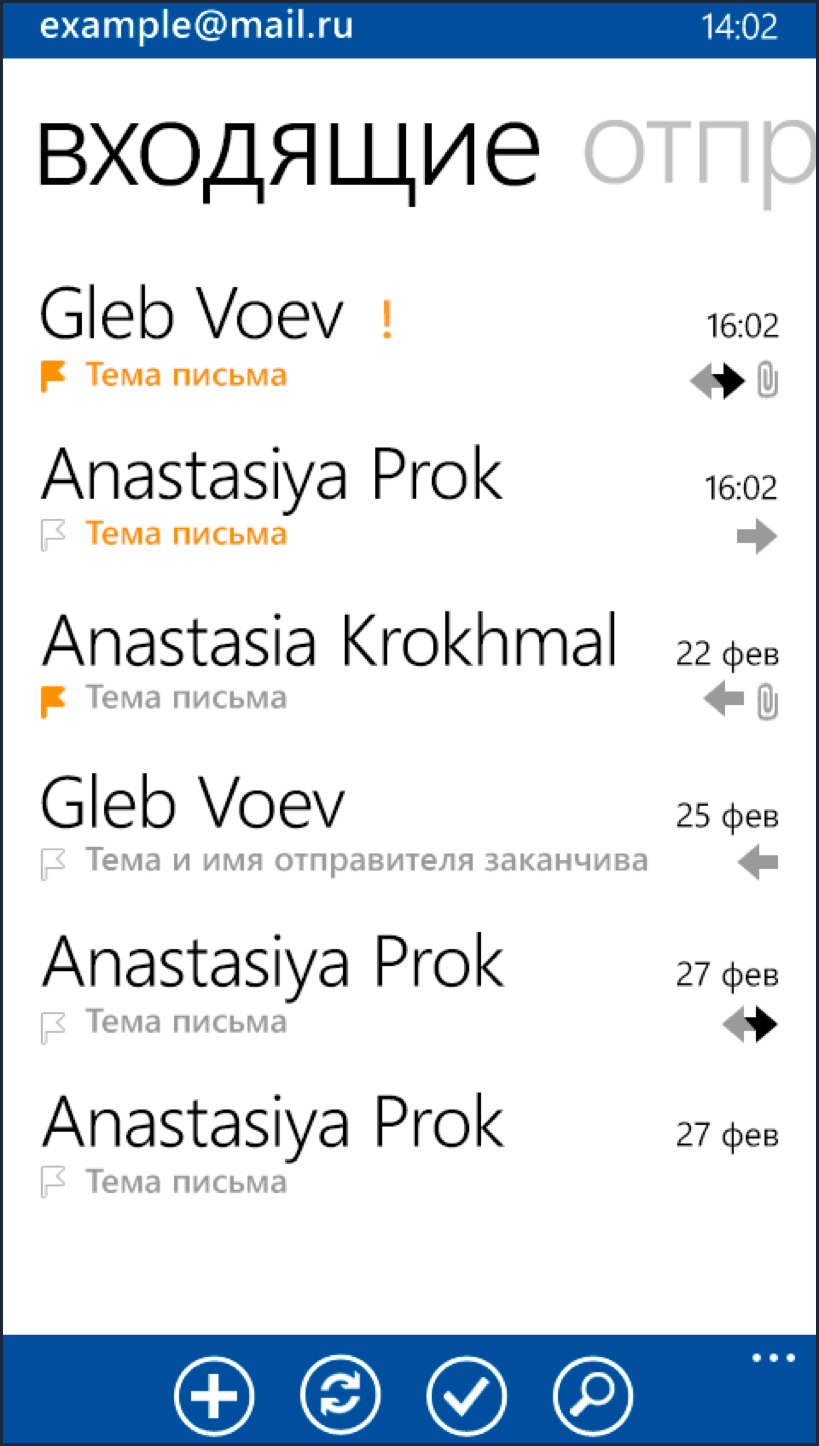 example@mail.ru 14:02
входящие отпр
Gleb Voev ! 16:02
Тема письма
Anastasiya Prok 16:02
Тема письма
Anastasia Krokhmal 22 фев
Тема письма
Gleb Voev 25 фев
Тема и имя отправителя заканчива
Anastasiya Prok 27 фев
Тема письма
Anastasiya Prok 27 фев
Тема письма